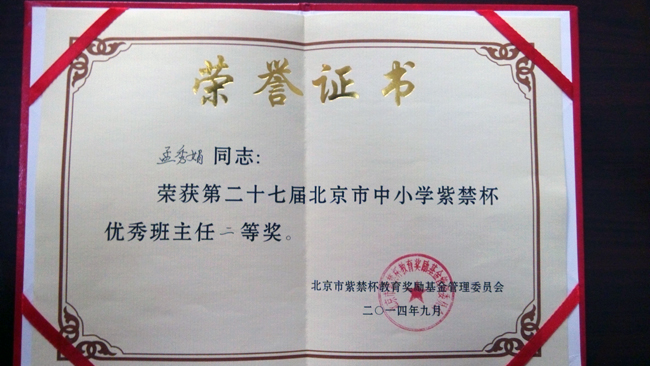 荣誉证书
孟秀娟 同志：
荣获第二十七届北京市中小学紫禁杯
优秀班主任二等奖。
北京市紫禁杯教育奖励基金管理委员会
二〇一四年九月